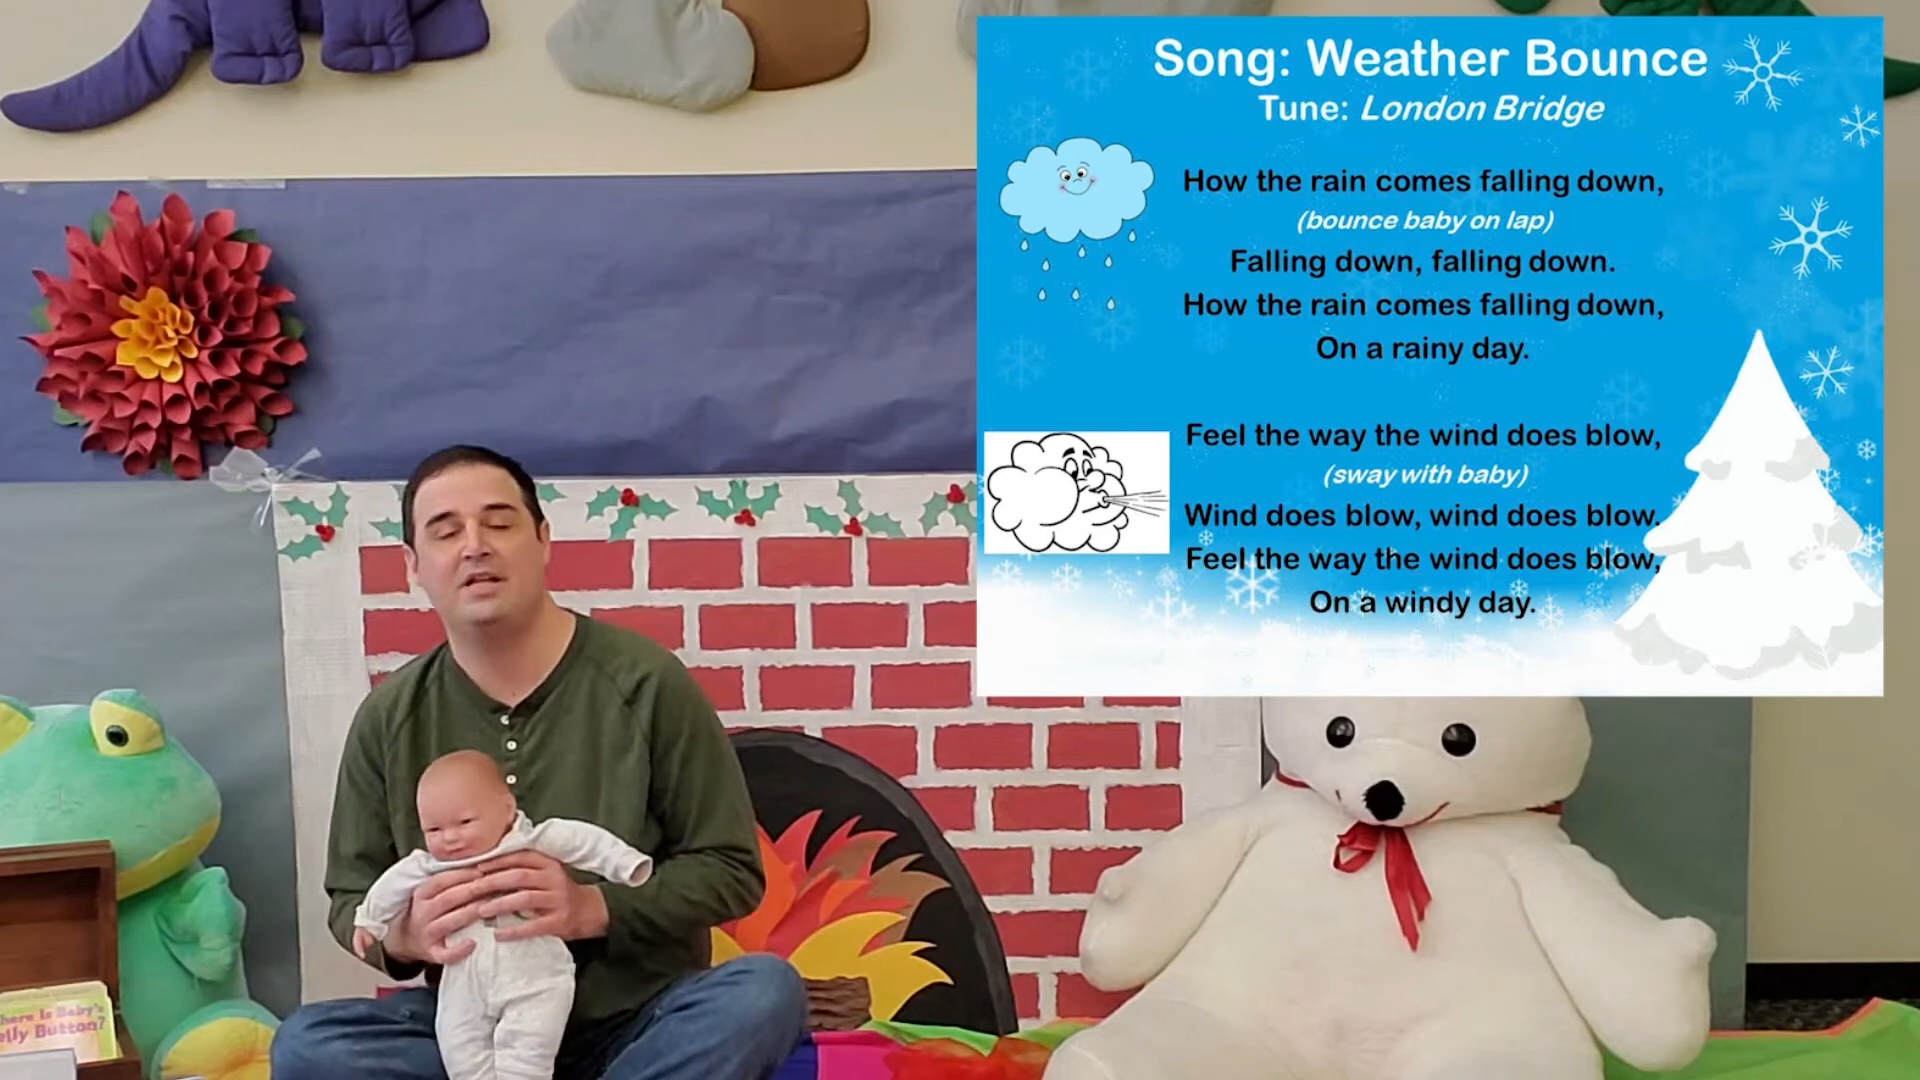 Song: Weather Bounce
Tune: London Bridge
How the rain comes falling down,
(bounce baby on lap)
Falling down, falling down.
How the rain comes falling down,
On a rainy day.
Feel the way the wind does blow,
(sway with baby)
Wind does blow, wind does blow.
Feel the way the wind does blow,
On a windy day.
Is Baby's
Button?